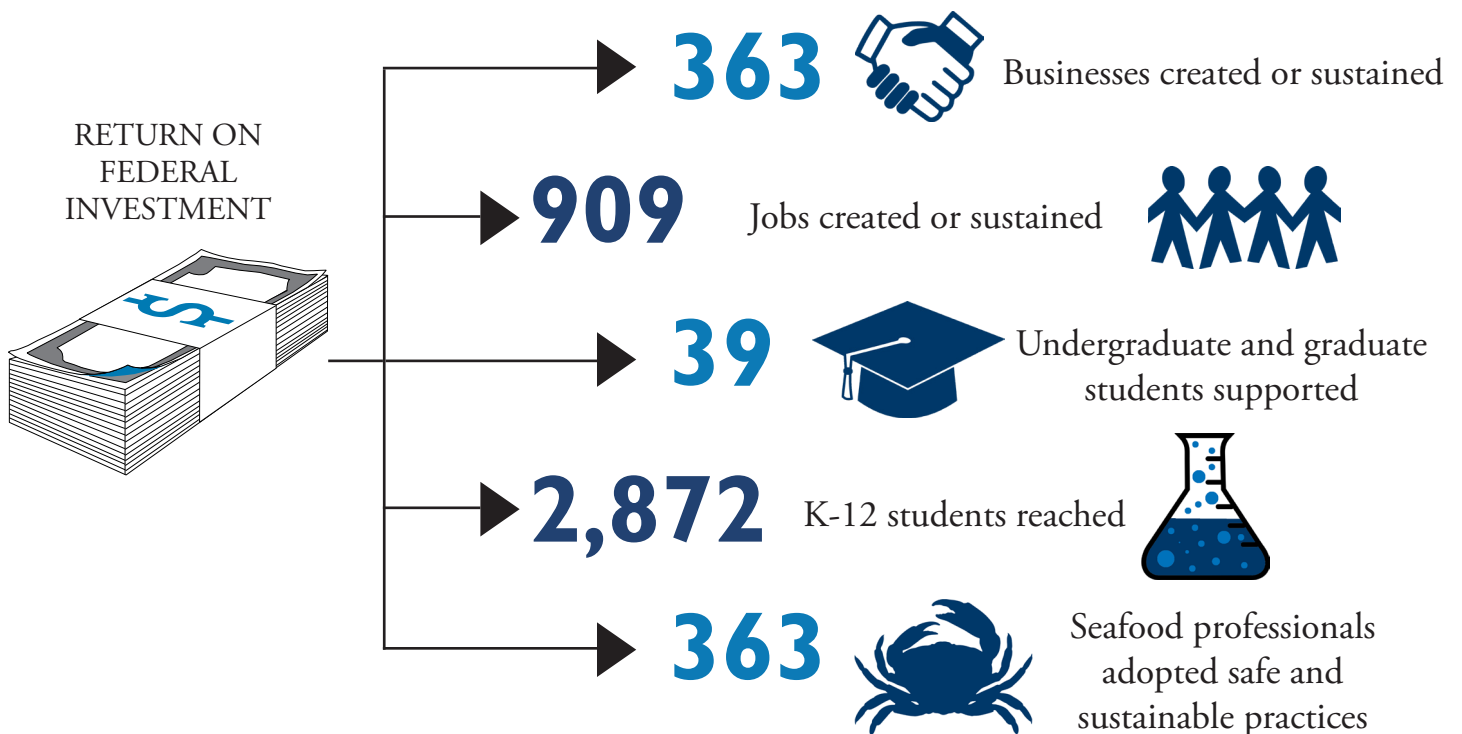 RETURN ON
FEDERAL
INVESTMENT
$
363
Businesses created or sustained
909
Jobs created or sustained
39
Undergraduate and graduate
students supported
2,872
K-12 students reached
363
Seafood professionals
adopted safe and
sustainable practices